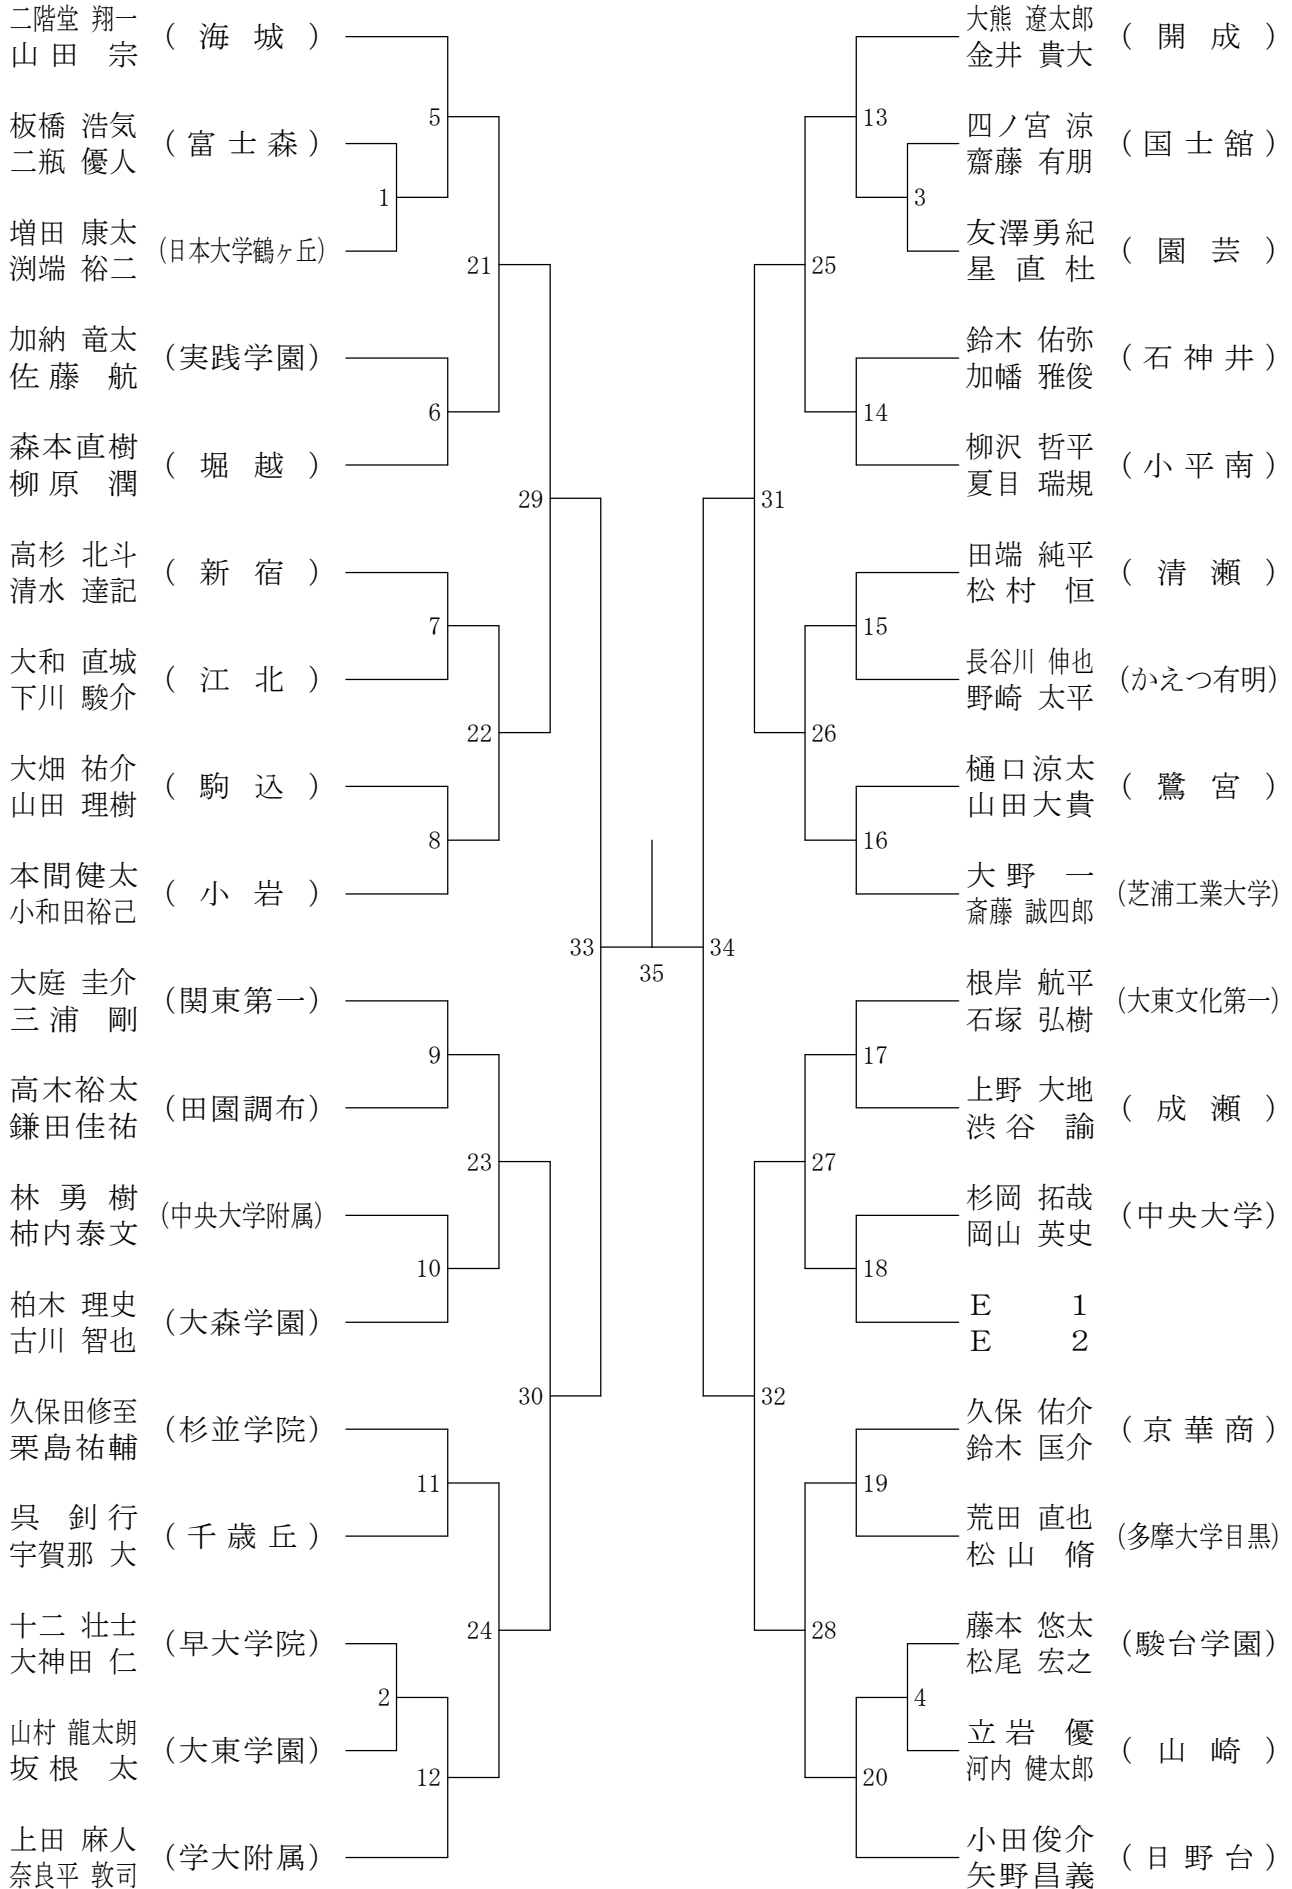 二階堂 翔一
山田 宗
(海城)
板橋 浩気
二瓶 優人
(富士森)
増田 康太
渕端 裕二
(日本大学鶴ヶ丘)
加納 竜太
佐藤 航
(実践学園)
森本直樹
柳原 潤
(堀越)
高杉 北斗
清水 達記
(新宿)
大和 直城
下川 駿介
(江北)
大畑 祐介
山田 理樹
(駒込)
本間健太
小和田裕己
(小岩)
大庭 圭介
三浦 剛
(関東第一)
高木裕太
鎌田佳祐
(田園調布)
林 勇樹
柿内泰文
(中央大学附属)
柏木 理史
古川 智也
(大森学園)
久保田修至
栗島祐輔
(杉並学院)
呉 釗行
宇賀那 大
(千歳丘)
十二 壮士
大神田 仁
(早大学院)
山村 龍太朗
坂根 太
(大東学園)
上田 麻人
奈良平 敦司
(学大附属)
1
2
5
6
7
8
9
10
11
12
21
22
23
24
29
30
33
35
34
31
32
25
26
27
28
13
14
15
16
17
18
19
20
3
4
大熊 遼太郎
金井 貴大
(開成)
四ノ宮 涼
齋藤 有朋
(国士舘)
友澤勇紀
星 直杜
(園芸)
鈴木 佑弥
加幡 雅俊
(石神井)
柳沢 哲平
夏目 瑞規
(小平南)
田端 純平
松村 恒
(清瀬)
長谷川 伸也
野崎 太平
(かえつ有明)
樋口涼太
山田大貴
(鷺宮)
大野 一
斎藤 誠四郎
(芝浦工業大学)
根岸 航平
石塚 弘樹
(大東文化第一)
上野 大地
渋谷 諭
(成瀬)
杉岡 拓哉
岡山 英史
(中央大学)
E 1
E 2
久保 佑介
鈴木 匡介
(京華商)
荒田 直也
松山 脩
(多摩大学目黒)
藤本 悠太
松尾 宏之
(駿台学園)
立岩 優
河内 健太郎
(山崎)
小田俊介
矢野昌義
(日野台)